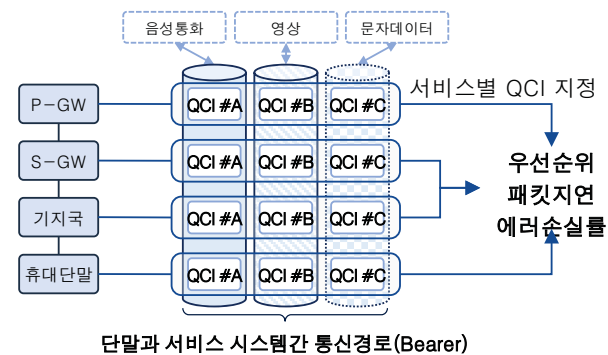 음성통화 영상 문자데이터
서비스별 QCI 지정
P-GW QCI #A QCI #B QCI #C
S-GW QCI #A QCI #B QCI #C
기지국 QCI #A QCI #B QCI #C
휴대단말 QCI #A QCI #B QCI #C
우선순위
패킷지연
에러손실률
단말과 서비스 시스템간 통신경로(Bearer)